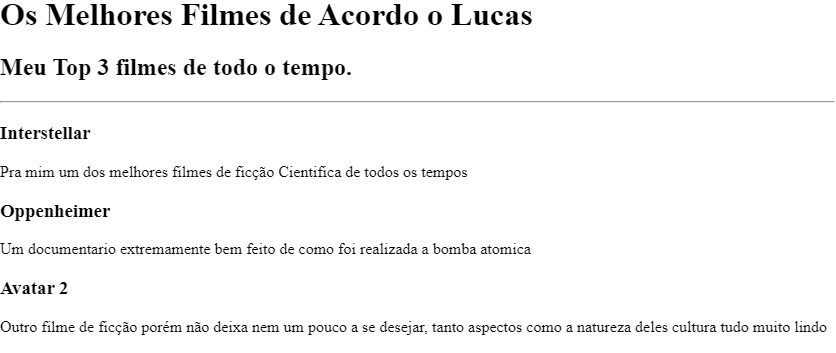 Os Melhores Filmes de Acordo o Lucas
Meu Top 3 filmes de todo o tempo.
Interstellar
Pra mim um dos melhores filmes de ficção Cientifica de todos os tempos
Oppenheimer
Um documentario extremamente bem feito de como foi realizada a bomba atomica
Avatar 2
Outro filme de ficção porém não deixa nem um pouco a se desejar, tanto aspectos como a natureza deles cultura tudo muito lindo